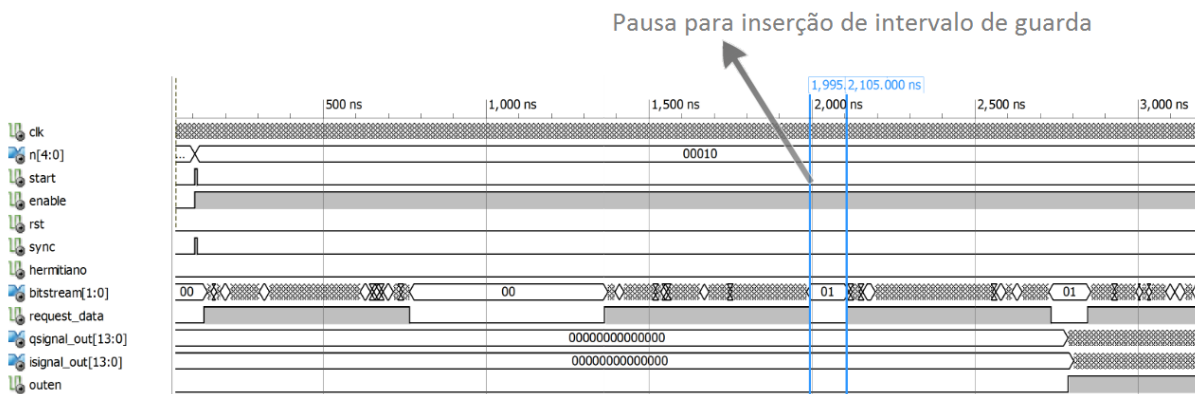 Pausa para inserção de intervalo de guarda
1,995. 2,105.000 ns
500 ns 1,000 ns 1,500 ns 2,000 ns 2,500 ns 3,000 ns
clk
n[4:0] ... 00010
start
enable
rst
sync
hermitiano
bitstream[1:0] 00 00 01 01
request_data
qsignal_out[13:0] 00000000000000
isignal_out[13:0] 00000000000000
outen